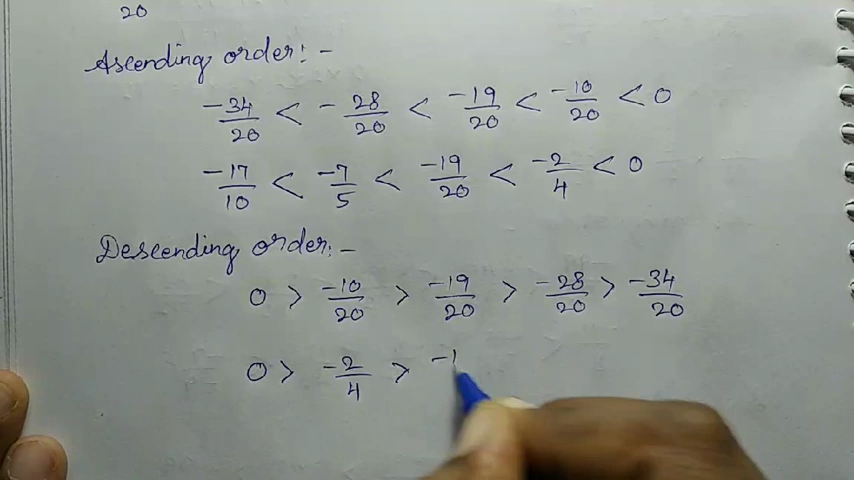 20
Ascending order:-
-34/20 < -28/20 < -19/20 < -10/20 < 0
-17/10 < -7/5 < -19/20 < -2/4 < 0
Descending order:-
0 > -10/20 > -19/20 > -28/20 > -34/20
0 > -2/4 > -1